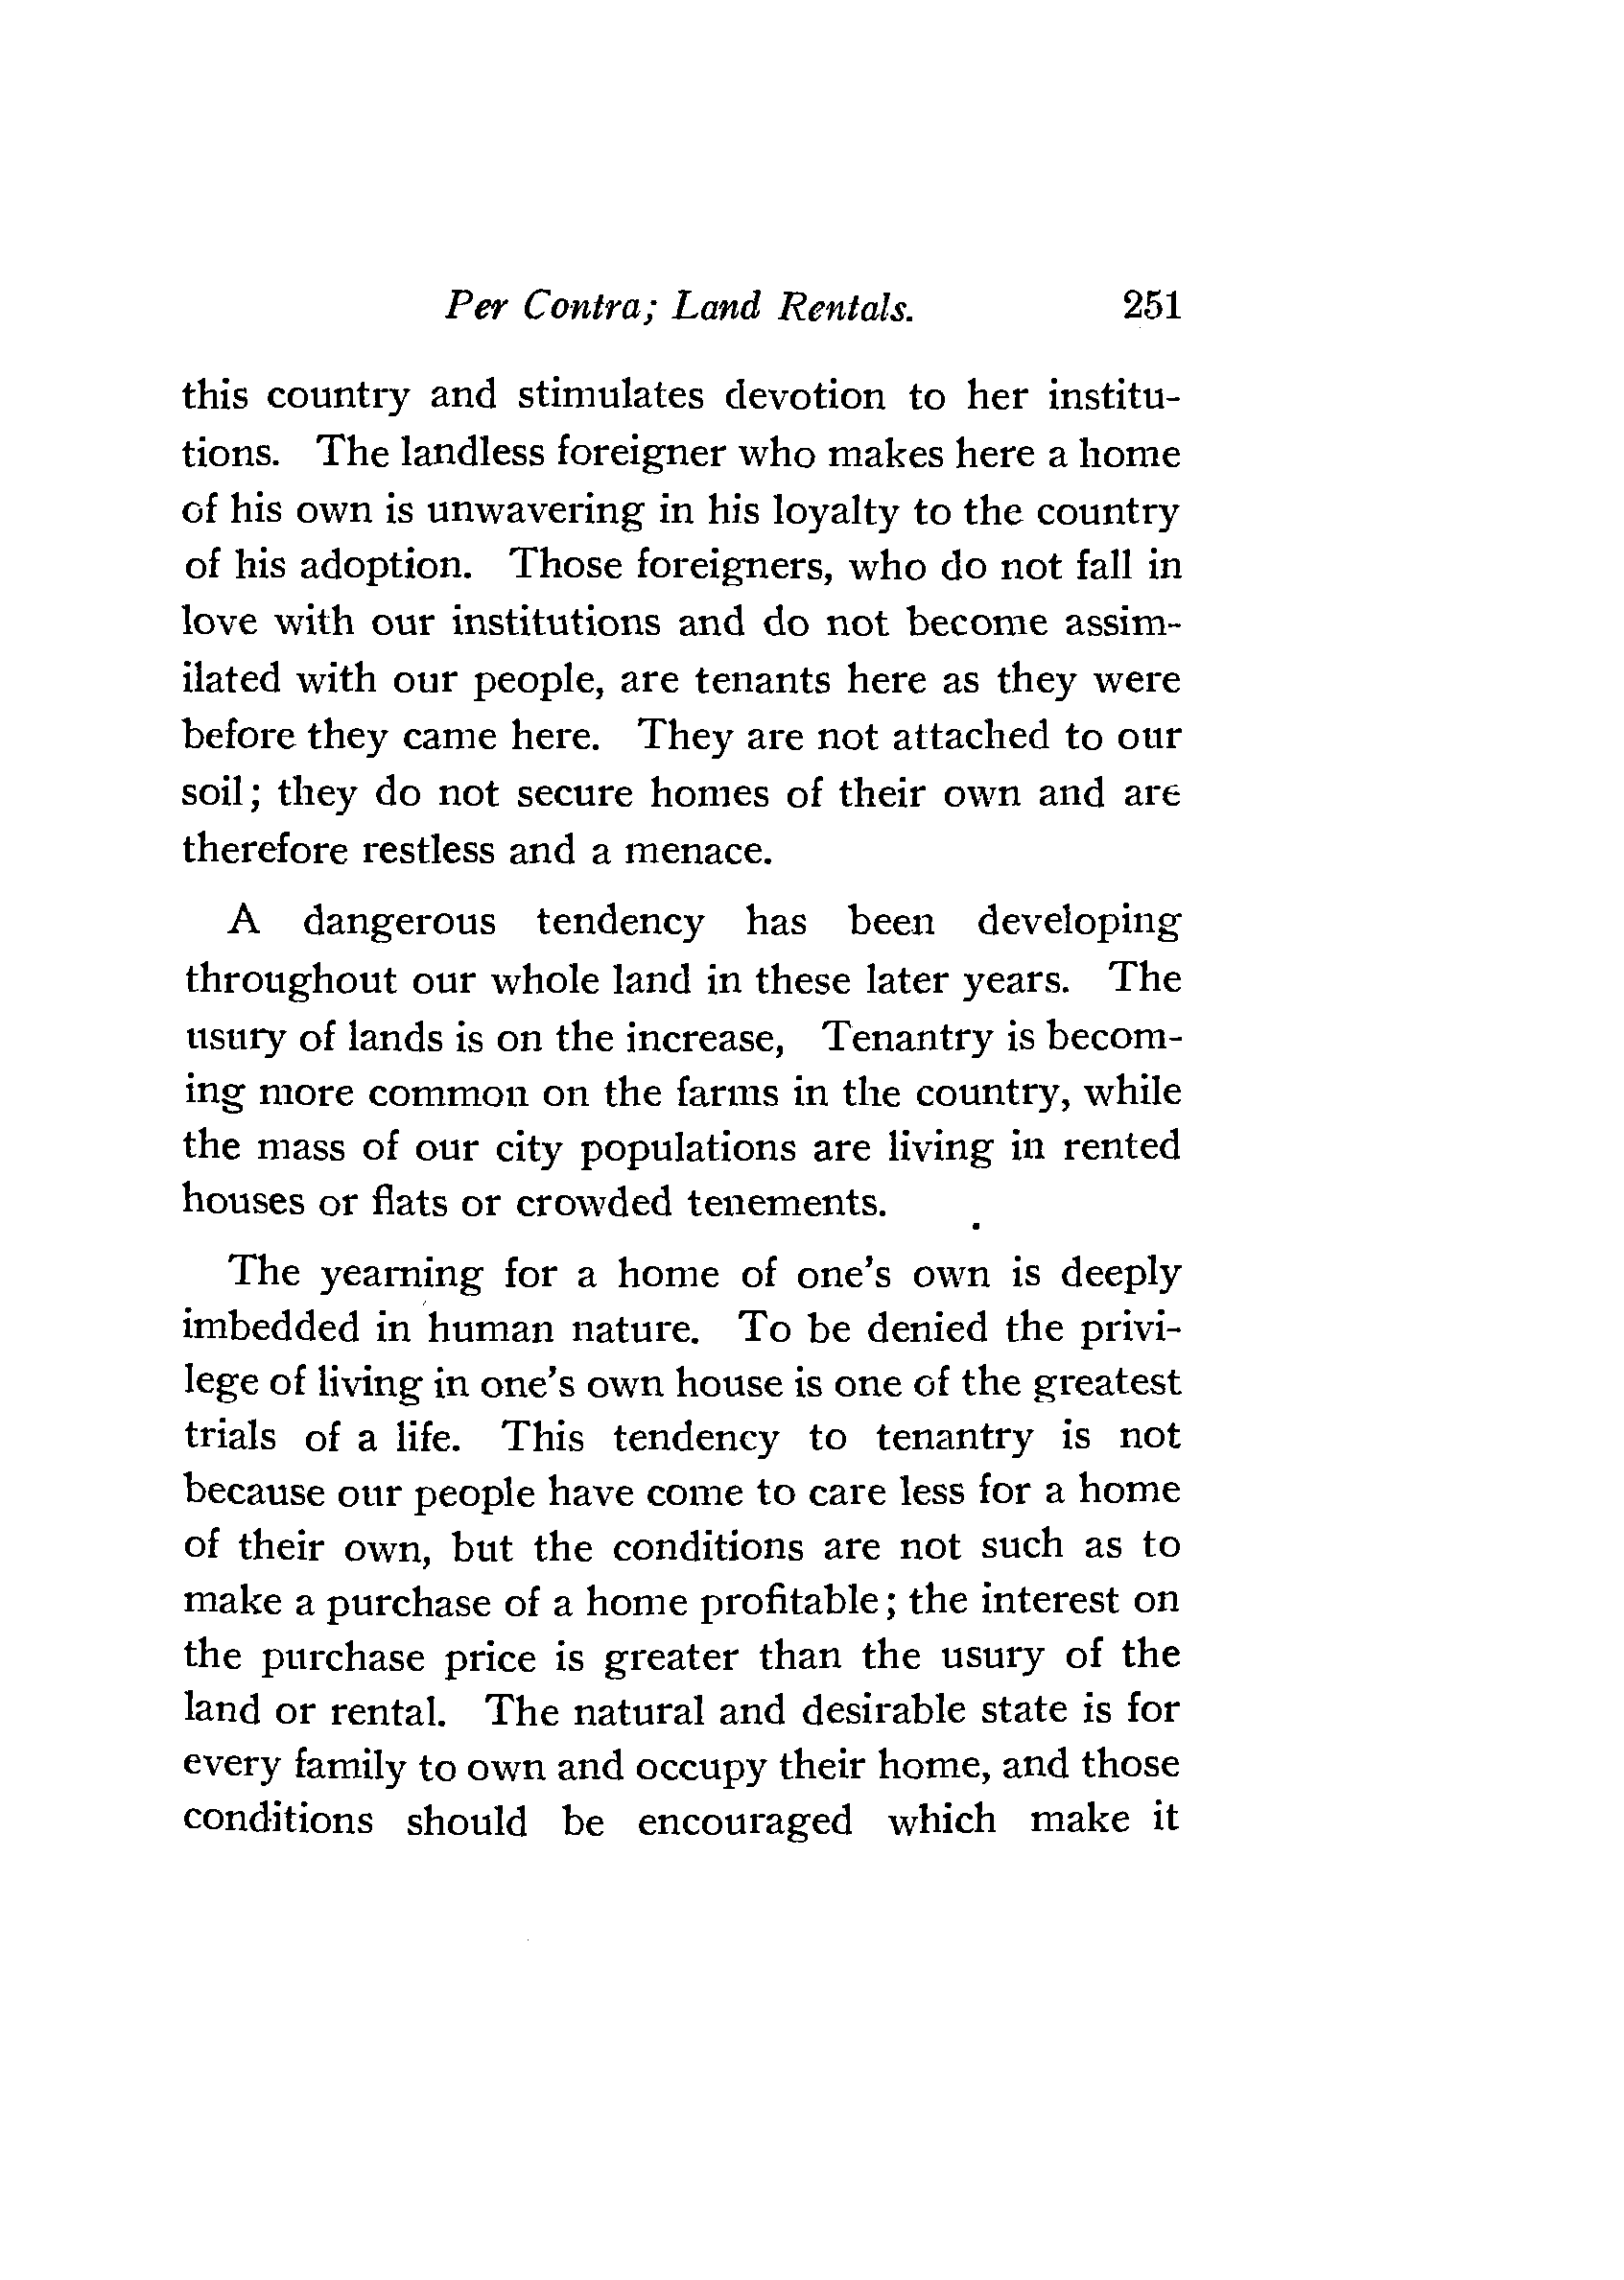 Per Contra; Land Rentals. 251
this country and stimulates devotion to her institu-
tions. The landless foreigner who makes here a home
of his own is unwavering in his loyalty to the country
of his adoption. Those foreigners, who do not fall in
love with our institutions and do not become assim-
ilated with our people, are tenants here as they were
before they came here. They are not attached to our
soil; they do not secure homes of their own and are
therefore restless and a menace.
A dangerous tendency has been developing
throughout our whole land in these later years. The
usury of lands is on the increase, Tenantry is becom-
ing more common on the farms in the country, while
the mass of our city populations are living in rented
houses or flats or crowded tenements.
The yearning for a home of one's own is deeply
imbedded in human nature. To be denied the privi-
lege of living in one's own house is one of the greatest
trials of a life. This tendency to tenantry is not
because our people have come to care less for a home
of their own, but the conditions are not such as to
make a purchase of a home profitable; the interest on
the purchase price is greater than the usury of the
land or rental. The natural and desirable state is for
every family to own and occupy their home, and those
conditions should be encouraged which make it